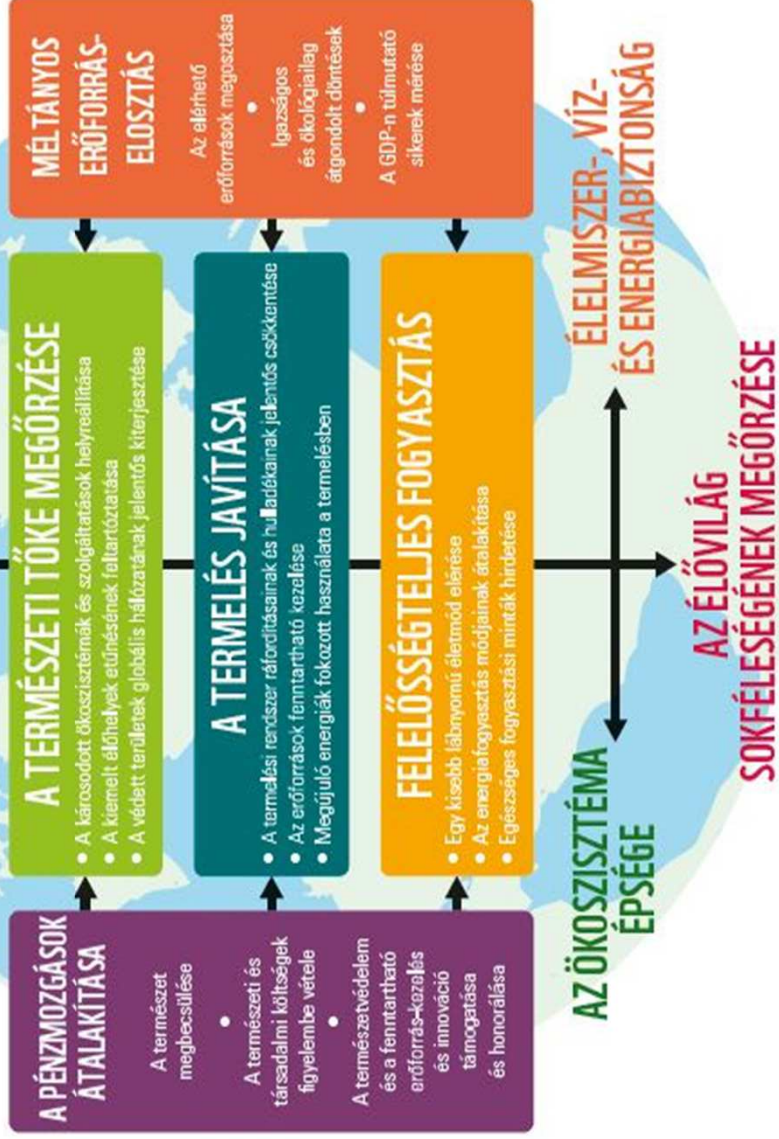 A PÉNZMOZGÁSOK
ÁTALAKÍTÁSA
A természet
megbecsülése
•
A természeti és
társadalmi költségek
figyelembe vétele
•
A természetvédelem
és a fenntartható
erőforrás-kezelés
és innováció
támogatása
és honorálása
A TERMÉSZETI TŐKE MEGŐRZÉSE
• A károsodott ökoszisztémák és szolgáltatások helyreállítása
• A kiemelt élőhelyek etűnésének feltartóztatása
• A védett területek globális hálózatának jelentős kiterjesztése
A TERMELÉS JAVÍTÁSA
• A termelési rendszer ráfordításainak és hulladékainak jelentős csökkentése
• Az erőforrások fenntartható kezelése
• Megújuló energiák fokozott használata a termelésben
FELELŐSSÉGTELJES FOGYASZTÁS
• Egy kisebb lábnyomú életmód elérése
• Az energiafogyasztás módjainak átalakítása
• Egészséges fogyasztási minták hirdetése
MÉLTÁNYOS
ERŐFORRÁS-
ELOSZTÁS
Az elérhető
erőforrások megosztása
•
Igazságos
és ökológiailag
átgondolt döntések
•
A GDP-n túlmutató
sikerek mérése
AZ ÖKOSZISZTÉMA
ÉPSÉGE
ÉLELMISZER-, VÍZ-
ÉS ENERGIABIZTONSÁG
AZ ÉLŐVILÁG
SOKFÉLESÉGÉNEK MEGŐRZÉSE